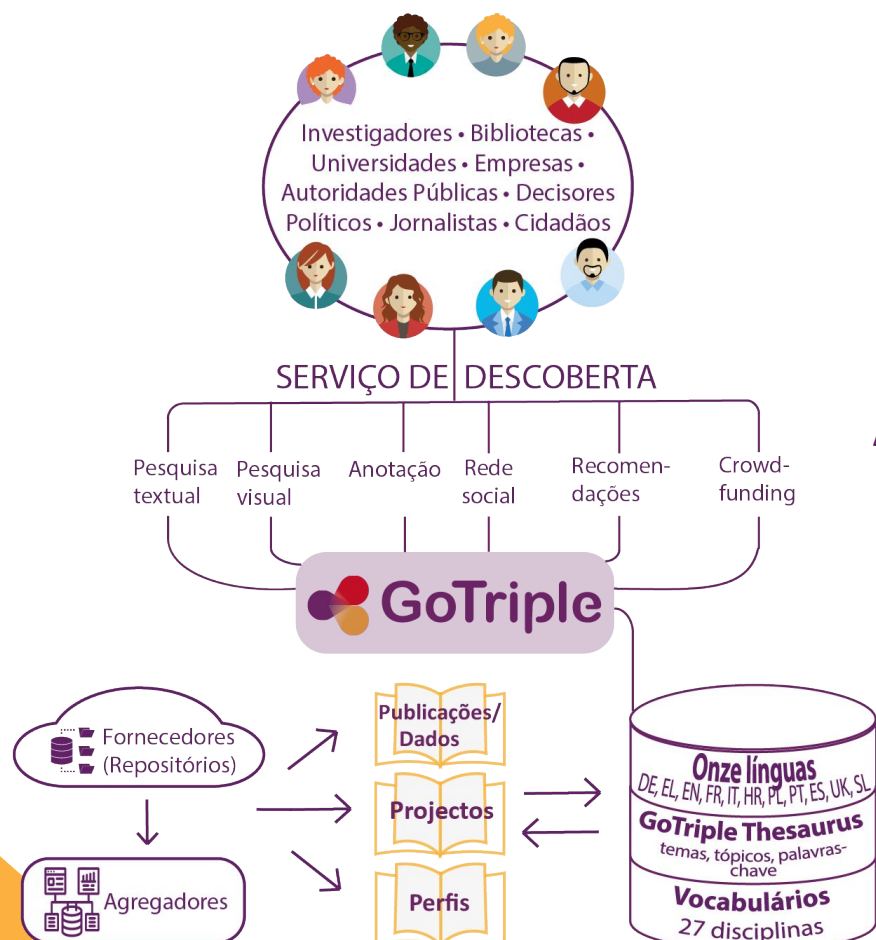 Investigadores • Bibliotecas •
Universidades • Empresas •
Autoridades Públicas • Decisores
Políticos • Jornalistas • Cidadãos
SERVIÇO DE DESCOBERTA
Pesquisa
textual
Pesquisa
visual
Anotação
Rede
social
Recomen-
dações
Crowd-
funding
GoTriple
Fornecedores
(Repositórios)
Agregadores
Publicações/
Dados
Projectos
Perfis
Onze línguas
DE, EL, EN, FR, IT, HR, PL, PT, ES, UK, SL
GoTriple Thesaurus
temas, tópicos, palavras-
chave
Vocabulários
27 disciplinas